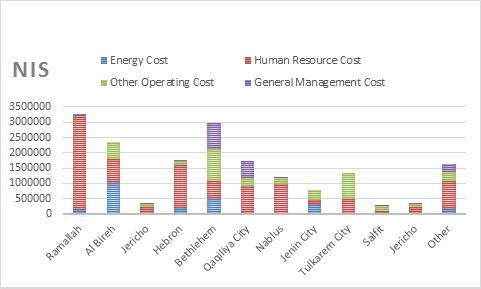 Energy Cost
Human Resource Cost
Other Operating Cost
General Management Cost
NIS
3500000
3000000
2500000
2000000
1500000
1000000
500000
0
Ramallah
Al Bireh
Jericho
Hebron
Bethlehem
Qaqiliya City
Nablus
Jenin City
Tulkarem City
Salfit
Jericho
Other